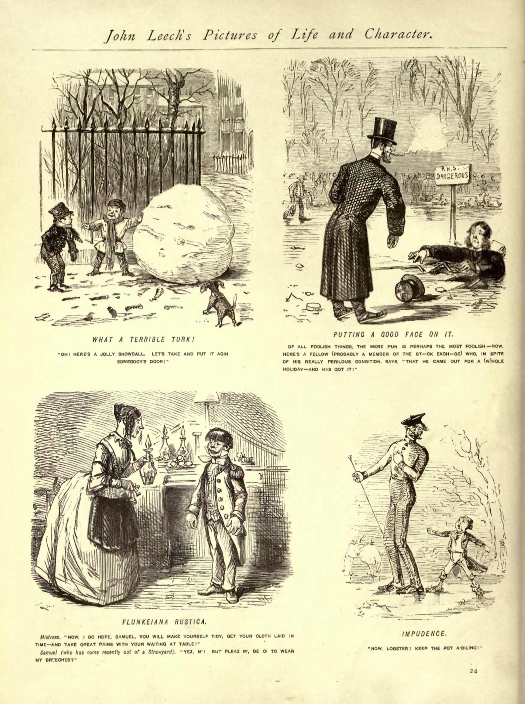 John Leech's Pictures of Life and Character.
WHAT A TERRIBLE TURK!
"OH! HERE'S A JOLLY SNOWBALL. LET'S TAKE AND PUT IT AGIN
SOMEBODY'S DOOR!"
R.H.S.
DANGEROUS
PUTTING A GOOD FACE ON IT.
OF ALL FOOLISH THINGS, THE MERE PUN IS PERHAPS THE MOST FOOLISH.—NOW,
HERE'S A FELLOW (PROBABLY A MEMBER OF THE ST—CK EXCH—GE) WHO, IN SPITE
OF HIS REALLY PERILOUS CONDITION, SAYS, "THAT HE CAME OUT FOR A (W)HOLE
HOLIDAY—AND HAS GOT IT!"
FLUNKEIANA RUSTICA.
Mistress. "NOW, I DO HOPE, SAMUEL, YOU WILL MAKE YOURSELF TIDY, GET YOUR CLOTH LAID IN
TIME—AND TAKE GREAT PAINS WITH YOUR WAITING AT TABLE!"
Samuel (who has come recently out of a Strawyard). "YEZ, M'! BUT PLEAZ M', BE OI TO WEAR
MY BREECHES?"
IMPUDENCE.
"NOW, LOBSTER! KEEP THE POT A-BILING!"
24